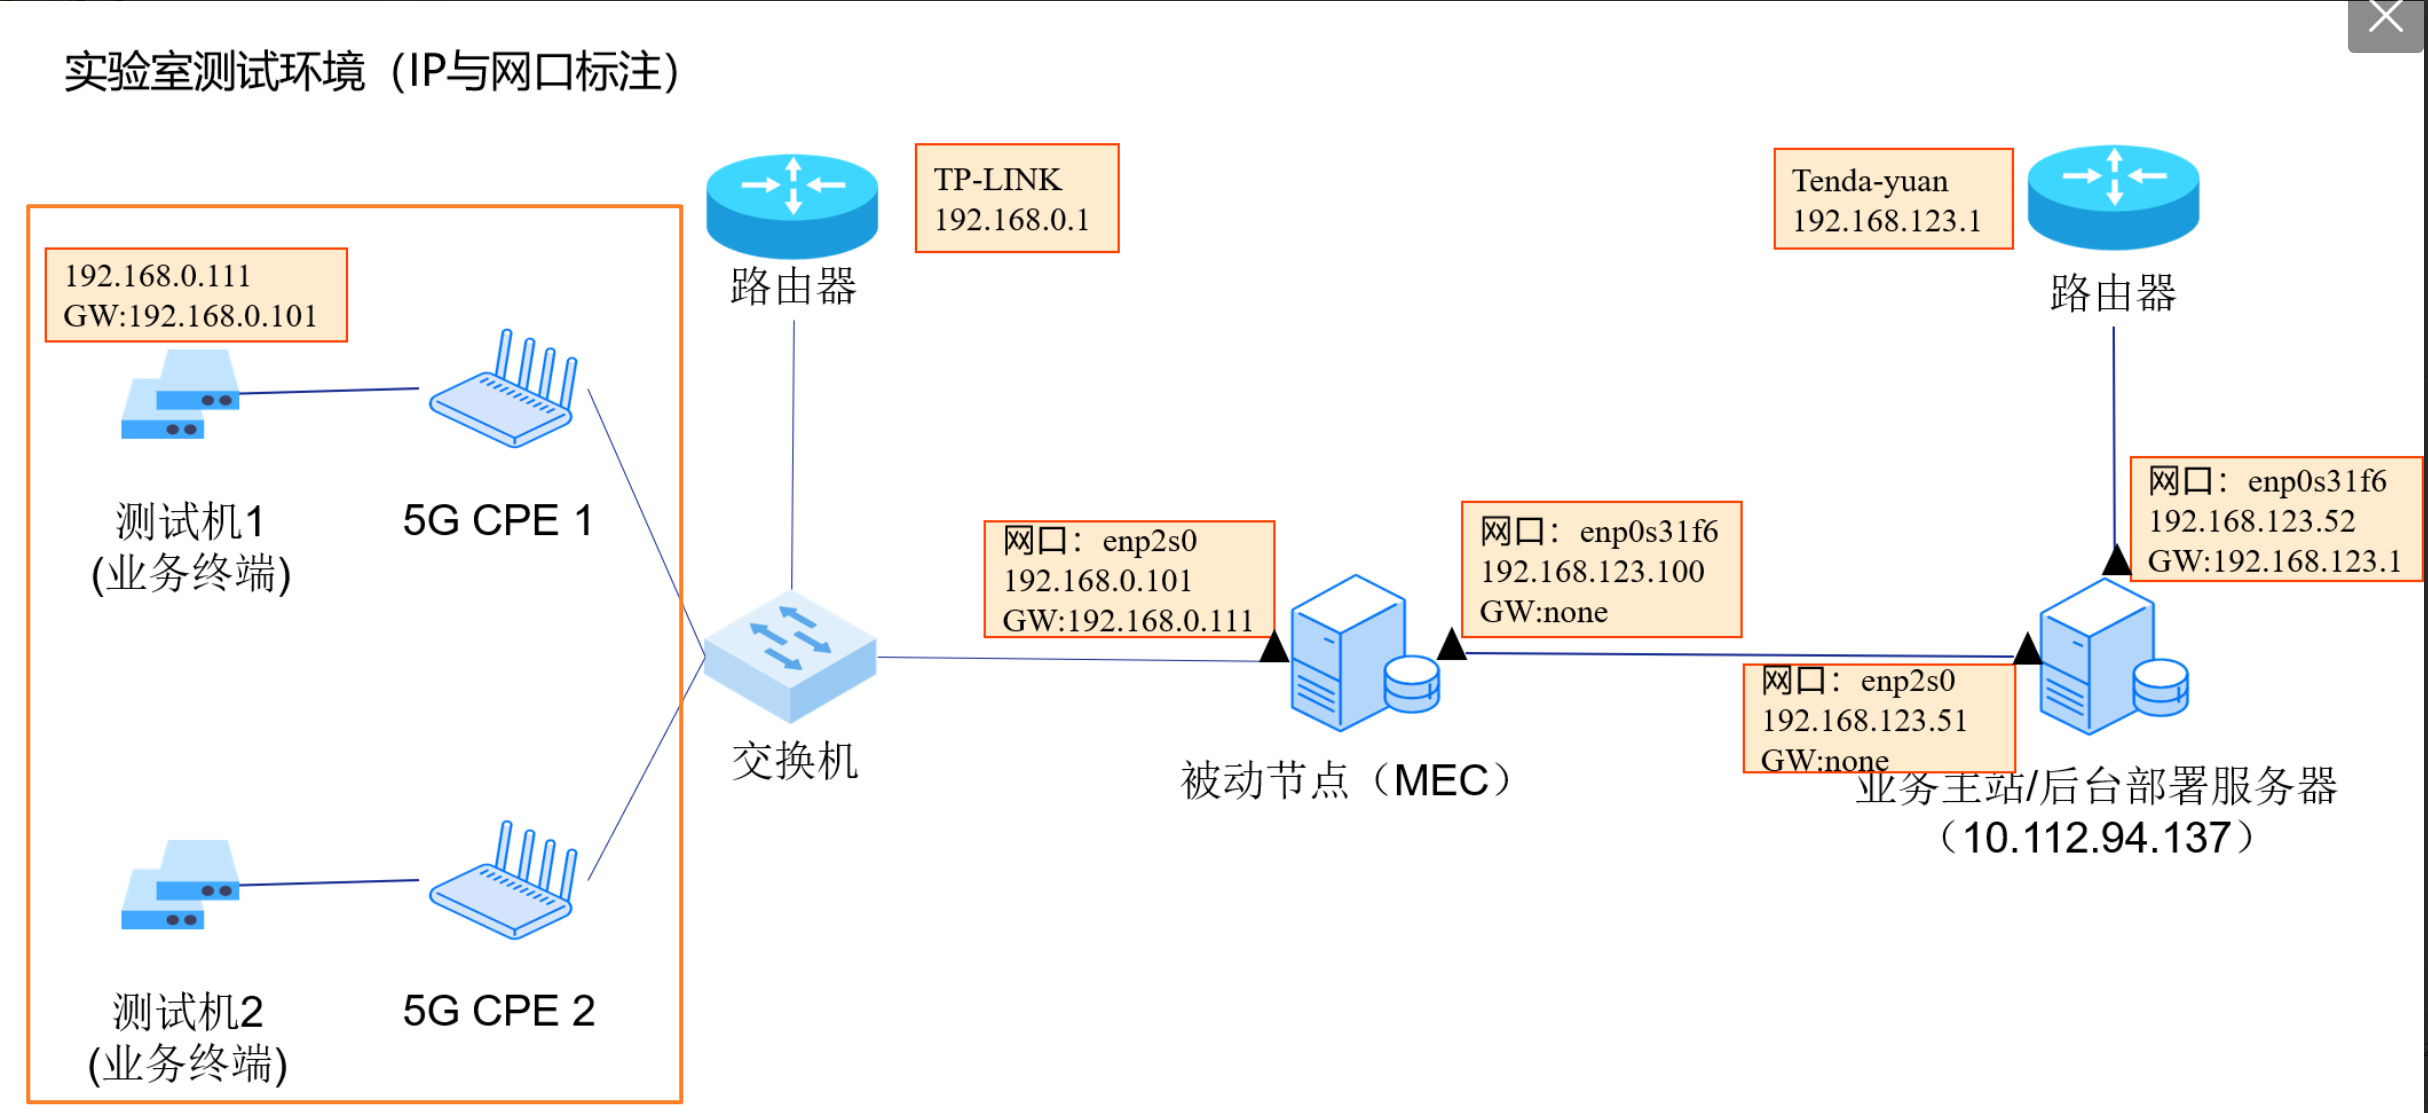 实验室测试环境（IP与网口标注）
TP-LINK
192.168.0.1
路由器
Tenda-yuan
192.168.123.1
路由器
192.168.0.111
GW:192.168.0.101
测试机1
(业务终端)
5G CPE 1
网口：enp2s0
192.168.0.101
GW:192.168.0.111
网口：enp0s31f6
192.168.123.100
GW:none
网口：enp0s31f6
192.168.123.52
GW:192.168.123.1
网口：enp2s0
192.168.123.51
GW:none
交换机
被动节点（MEC）
业务主站/后台部署服务器
（10.112.94.137）
测试机2
(业务终端)
5G CPE 2